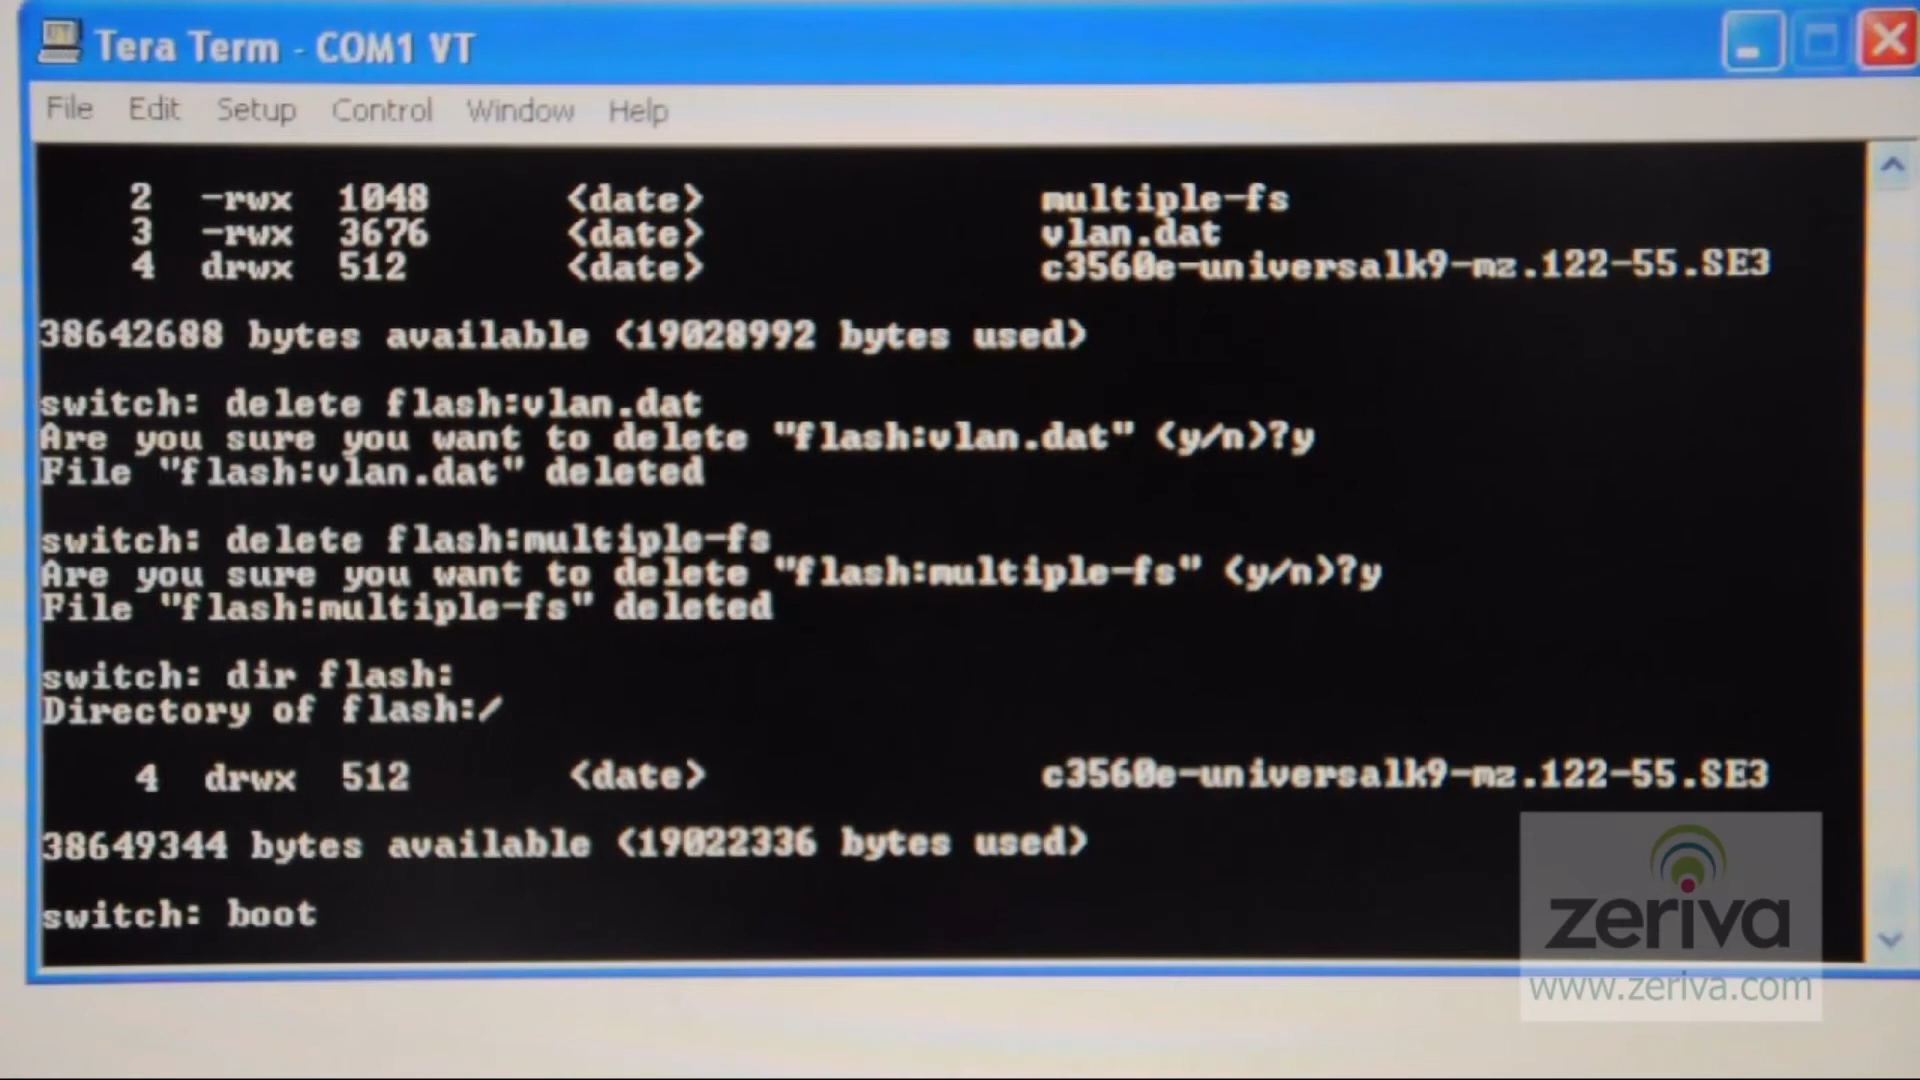 Tera Term - COM1 VT
File Edit Setup Control Window Help
2 -rwx 1048 <date> multiple-fs
3 -rwx 3676 <date> vlan.dat
4 drwx 512 <date> c3560e-universalk9-mz.122-55.SE3
38642688 bytes available (19028992 bytes used)
switch: delete flash:vlan.dat
Are you sure you want to delete "flash:vlan.dat" (y/n)?y
File "flash:vlan.dat" deleted
switch: delete flash:multiple-fs
Are you sure you want to delete "flash:multiple-fs" (y/n)?y
File "flash:multiple-fs" deleted
switch: dir flash:
Directory of flash:/
4 drwx 512 <date> c3560e-universalk9-mz.122-55.SE3
38649344 bytes available (19022336 bytes used)
switch: boot
zeriva
www.zeriva.com